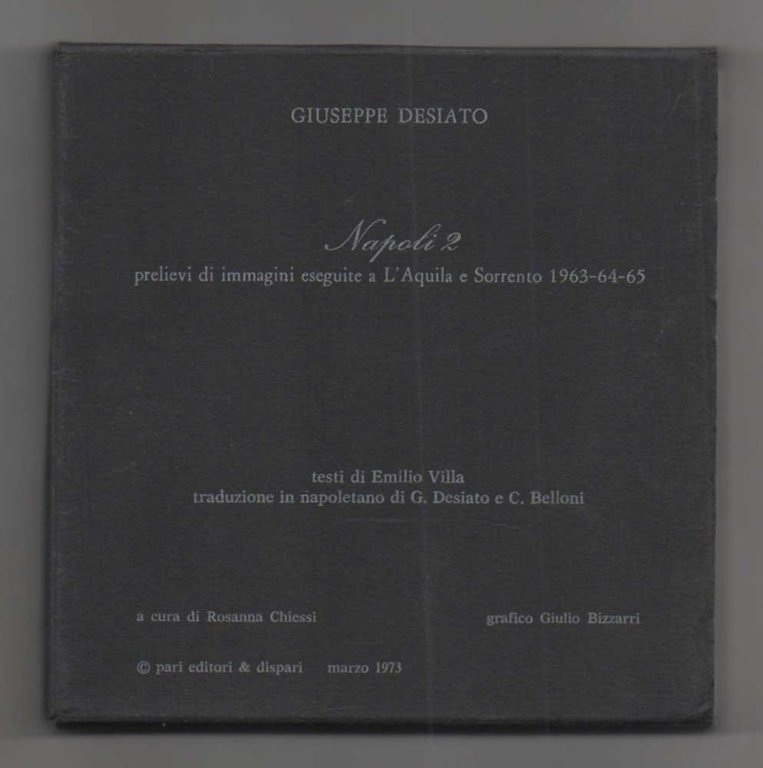 GIUSEPPE DESIATO
Napoli 2
prelievi di immagini eseguite a L'Aquila e Sorrento 1963-64-65
testi di Emilio Villa
traduzione in napoletano di G. Desiato e C. Belloni
a cura di Rosanna Chiessi
grafico Giulio Bizzarri
© pari editori & dispari marzo 1973